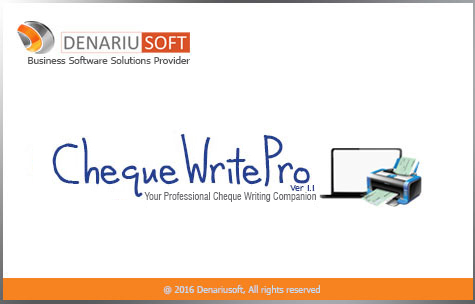 DENARIUSOFT
Business Software Solutions Provider
ChequeWritePro
Ver 1.1
Your Professional Cheque Writing Companion
@ 2016 Denariusoft, All rights reserved